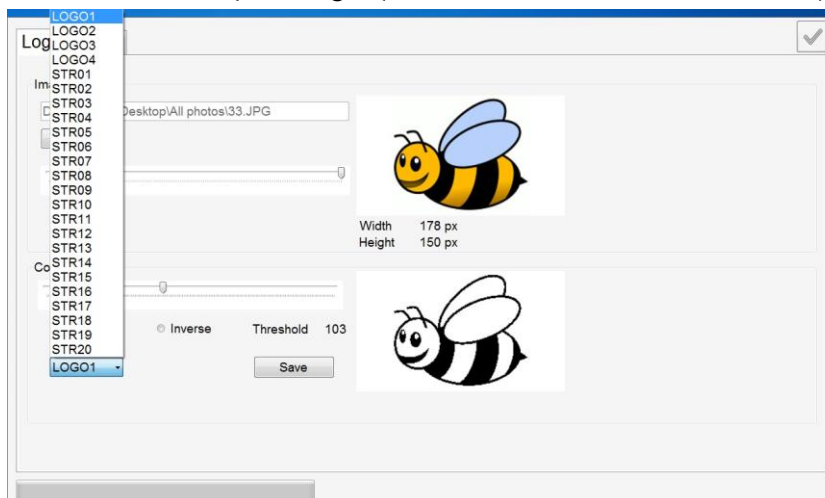 LOGO1
LOGO2
LOGO3
LOGO4
STR01
STR02
STR03
STR04
STR05
STR06
STR07
STR08
STR09
STR10
STR11
STR12
STR13
STR14
STR15
STR16
STR17
STR18
STR19
STR20
LOGO1
Log
Im
D
Desktop\All photos\33.JPG
Width 178 px
Height 150 px
Co
Inverse Threshold 103
Save